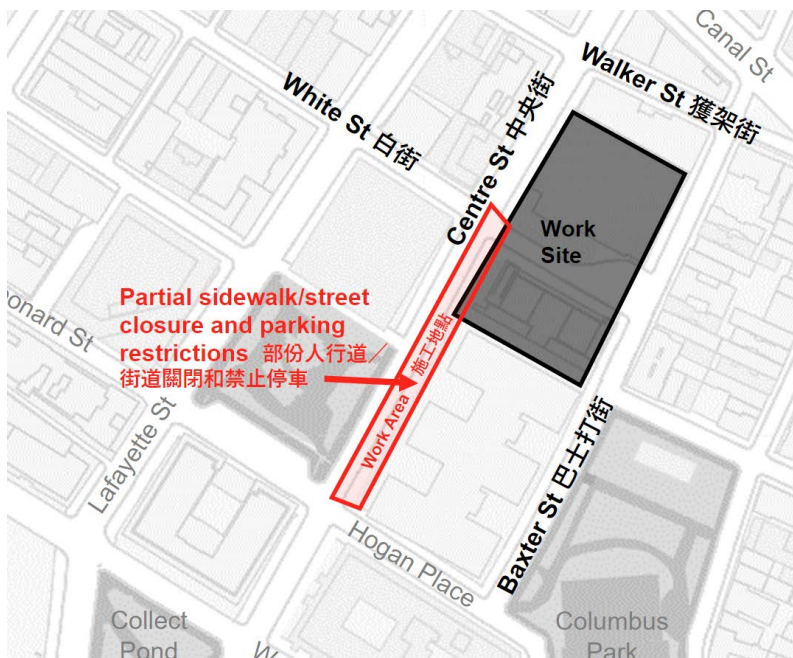 Canal St
Walker St 獲架街
White St 白街
Centre St 中央街
Work
Site
Partial sidewalk/street
closure and parking
restrictions 部份人行道／
街道關閉和禁止停車
Work Area 施工地點
onard St
Lafayette St
Baxter St 巴士打街
Hogan Place
Collect
Pond
W
Columbus
Park